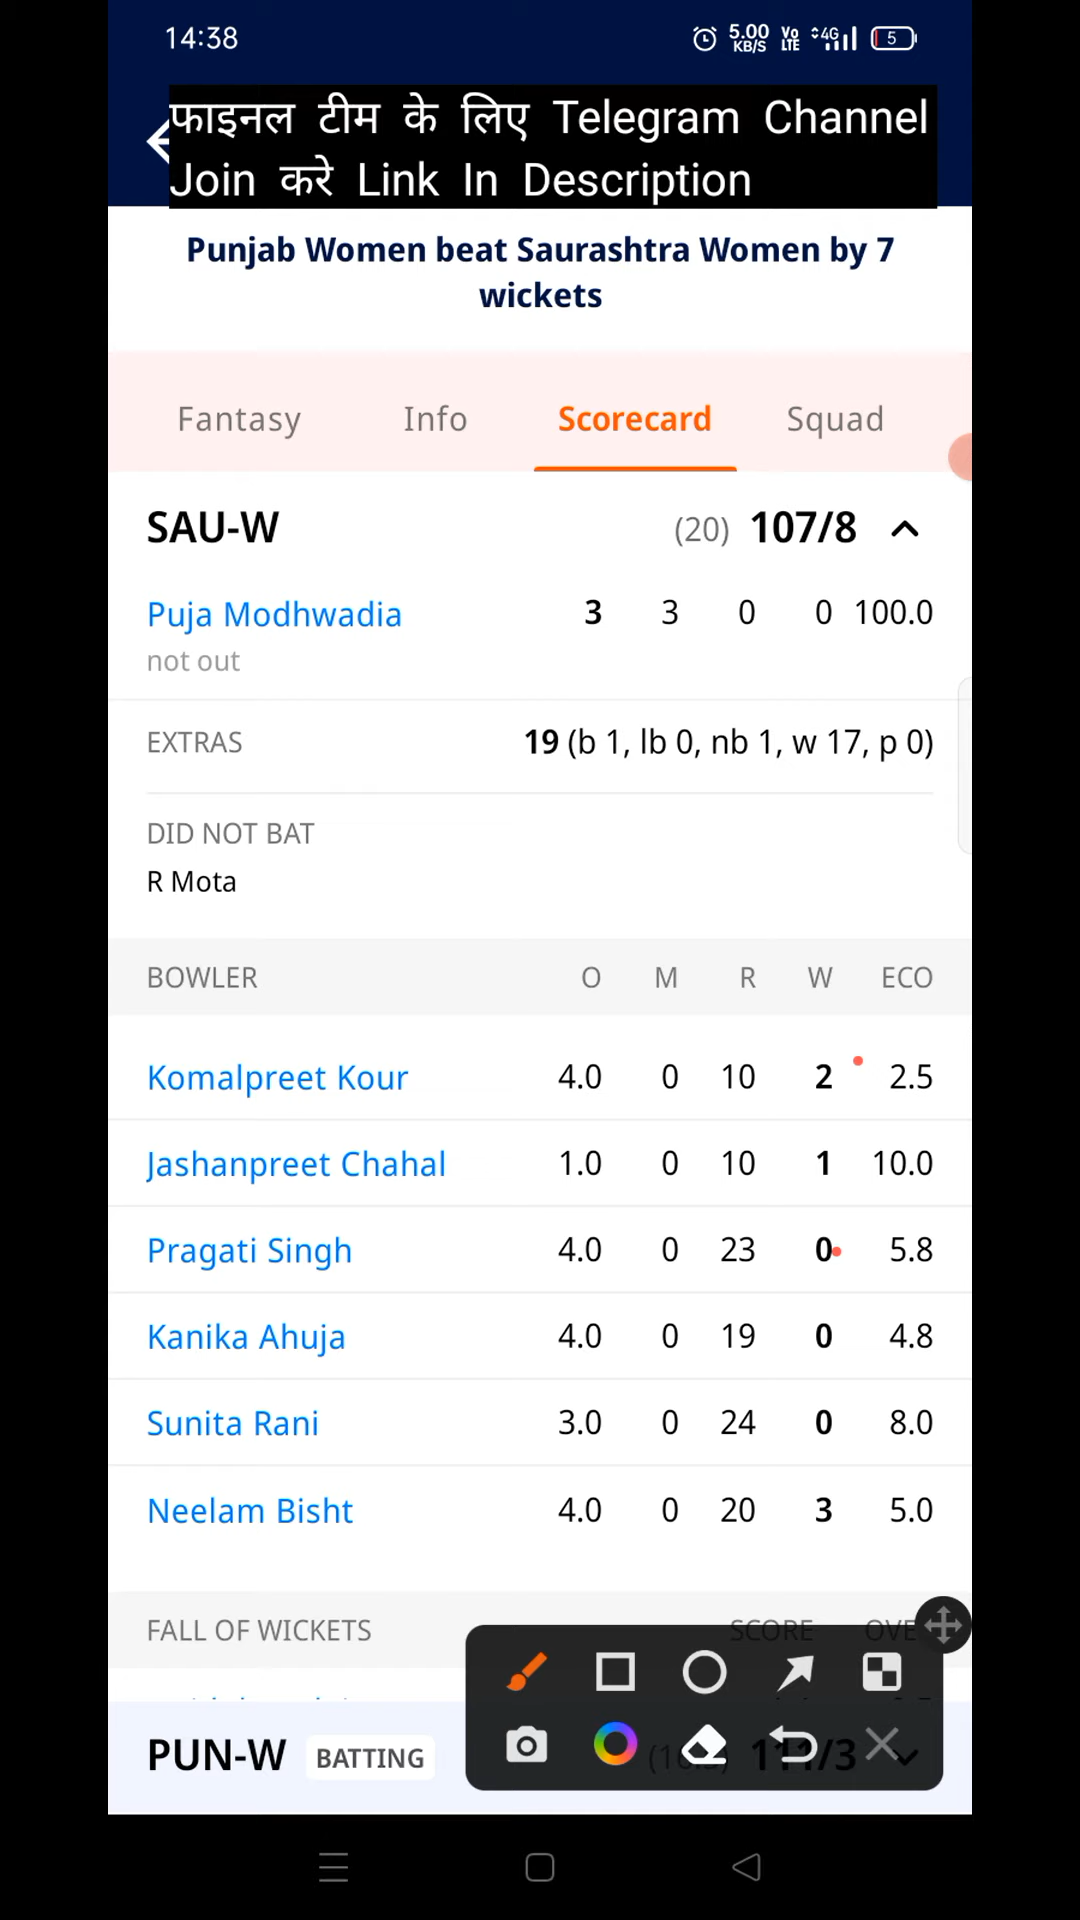 14:38 5.00 KB/S Vo LTE 4G 5
फाइनल टीम के लिए Telegram Channel
Join करे Link In Description
Punjab Women beat Saurashtra Women by 7
wickets
Fantasy Info Scorecard Squad
SAU-W (20) 107/8
Puja Modhwadia 3 3 0 0 100.0
not out
EXTRAS 19 (b 1, lb 0, nb 1, w 17, p 0)
DID NOT BAT
R Mota
BOWLER O M R W ECO
Komalpreet Kour 4.0 0 10 2 2.5
Jashanpreet Chahal 1.0 0 10 1 10.0
Pragati Singh 4.0 0 23 0 5.8
Kanika Ahuja 4.0 0 19 0 4.8
Sunita Rani 3.0 0 24 0 8.0
Neelam Bisht 4.0 0 20 3 5.0
FALL OF WICKETS SCORE
PUN-W BATTING 111/3